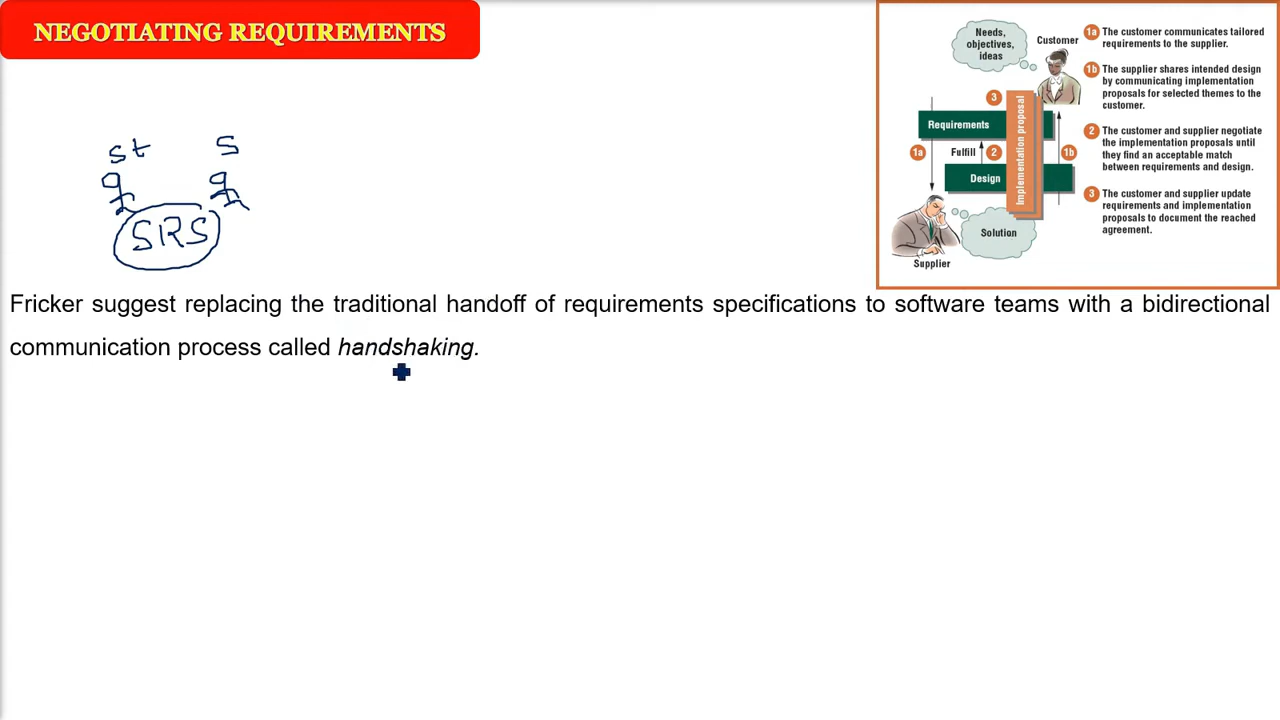 NEGOTIATING REQUIREMENTS
st s
SRS
Needs,
objectives,
ideas
Customer
3
Requirements
1a
Fulfill
2
1b
Design
Implementation proposal
Solution
Supplier
1a The customer communicates tailored
requirements to the supplier.
1b The supplier shares intended design
by communicating implementation
proposals for selected themes to the
customer.
2 The customer and supplier negotiate
the implementation proposals until
they find an acceptable match
between requirements and design.
3 The customer and supplier update
requirements and implementation
proposals to document the reached
agreement.
Fricker suggest replacing the traditional handoff of requirements specifications to software teams with a bidirectional
communication process called handshaking.